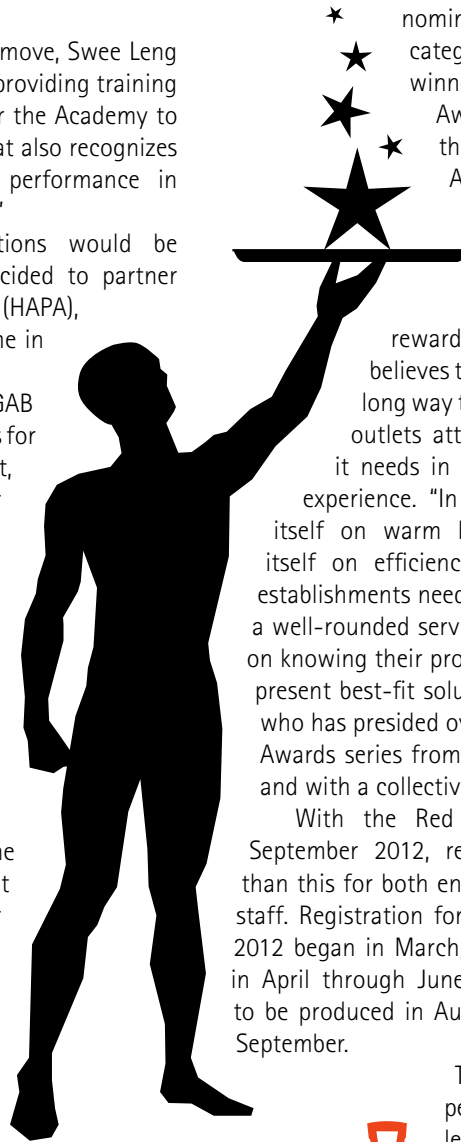 move, Swee Leng
providing training
r the Academy to
at also recognizes
performance in
"
tions would be
cided to partner
(HAPA),
ne in
GAB
s for
t,
ne
t
nomin
categ
winn
Aw
th
A
reward
believes t
long way t
outlets att
it needs in
experience. "In
itself on warm
itself on efficienc
establishments need
a well-rounded serv
on knowing their pro
present best-fit solu
who has presided ov
Awards series from
and with a collectiv
With the Red
September 2012, re
than this for both en
staff. Registration for
2012 began in March,
in April through June
to be produced in Au
September.
T
pe
le